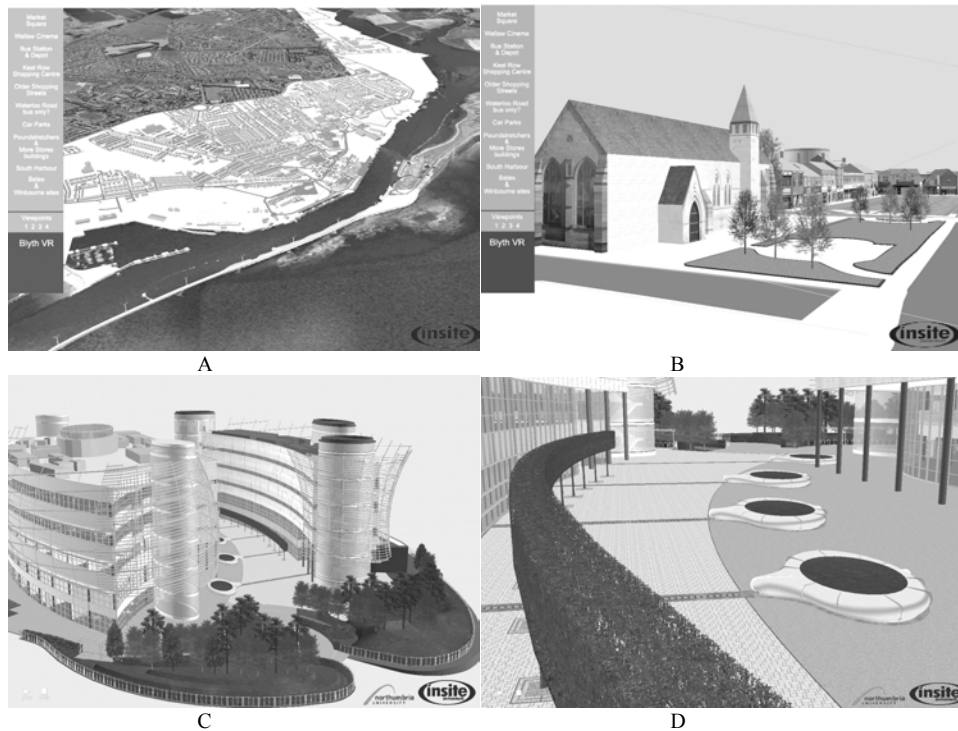 Market
Square
Wallaw Cinema
Bus Station
& Depot
Keel Row
Shopping Centre
Older Shopping
Streets
Waterloo Road
bus only?
Car Parks
Poundstretchers
&
More Stores
buildings
South Harbour
Bates
&
Wimbourne sites
Viewpoints
1 2 3 4
Blyth VR
insite
A
Market
Square
Wallaw Cinema
Bus Station
& Depot
Keel Row
Shopping Centre
Older Shopping
Streets
Waterloo Road
bus only?
Car Parks
Poundstretchers
&
More Stores
buildings
South Harbour
Bates
&
Wimbourne sites
Viewpoints
1 2 3 4
Blyth VR
insite
B
northumbria
UNIVERSITY
insite
C
northumbria
UNIVERSITY
insite
D